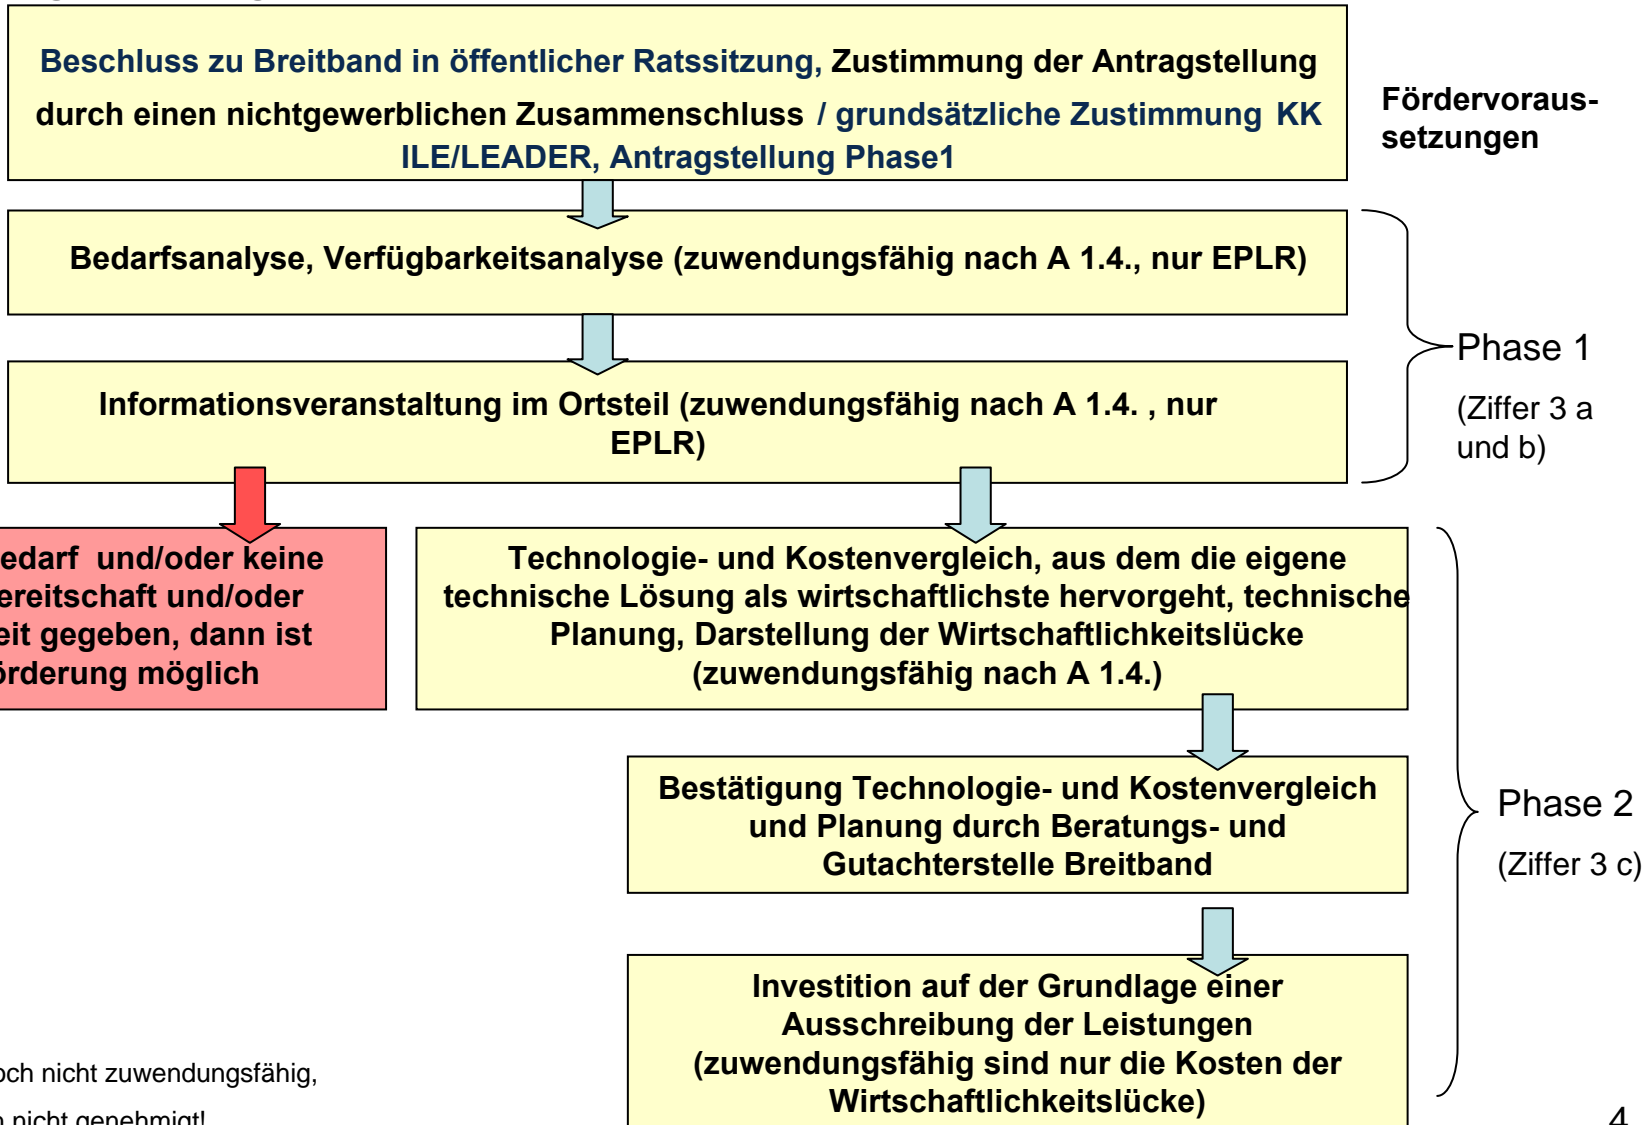 Beschluss zu Breitband in öffentlicher Ratssitzung, Zustimmung der Antragstellung
durch einen nichtgewerblichen Zusammenschluss / grundsätzliche Zustimmung KK
ILE/LEADER, Antragstellung Phase1
Fördervoraus-
setzungen
Bedarfsanalyse, Verfügbarkeitsanalyse (zuwendungsfähig nach A 1.4., nur EPLR)
Informationsveranstaltung im Ortsteil (zuwendungsfähig nach A 1.4. , nur
EPLR)
Phase 1
(Ziffer 3 a
und b)
edarf und/oder keine
ereitschaft und/oder
eit gegeben, dann ist
örderung möglich
Technologie- und Kostenvergleich, aus dem die eigene
technische Lösung als wirtschaftlichste hervorgeht, technische
Planung, Darstellung der Wirtschaftlichkeitslücke
(zuwendungsfähig nach A 1.4.)
Bestätigung Technologie- und Kostenvergleich
und Planung durch Beratungs- und
Gutachterstelle Breitband
Phase 2
(Ziffer 3 c)
Investition auf der Grundlage einer
Ausschreibung der Leistungen
(zuwendungsfähig sind nur die Kosten der
Wirtschaftlichkeitslücke)
och nicht zuwendungsfähig,
nicht genehmigt!
4